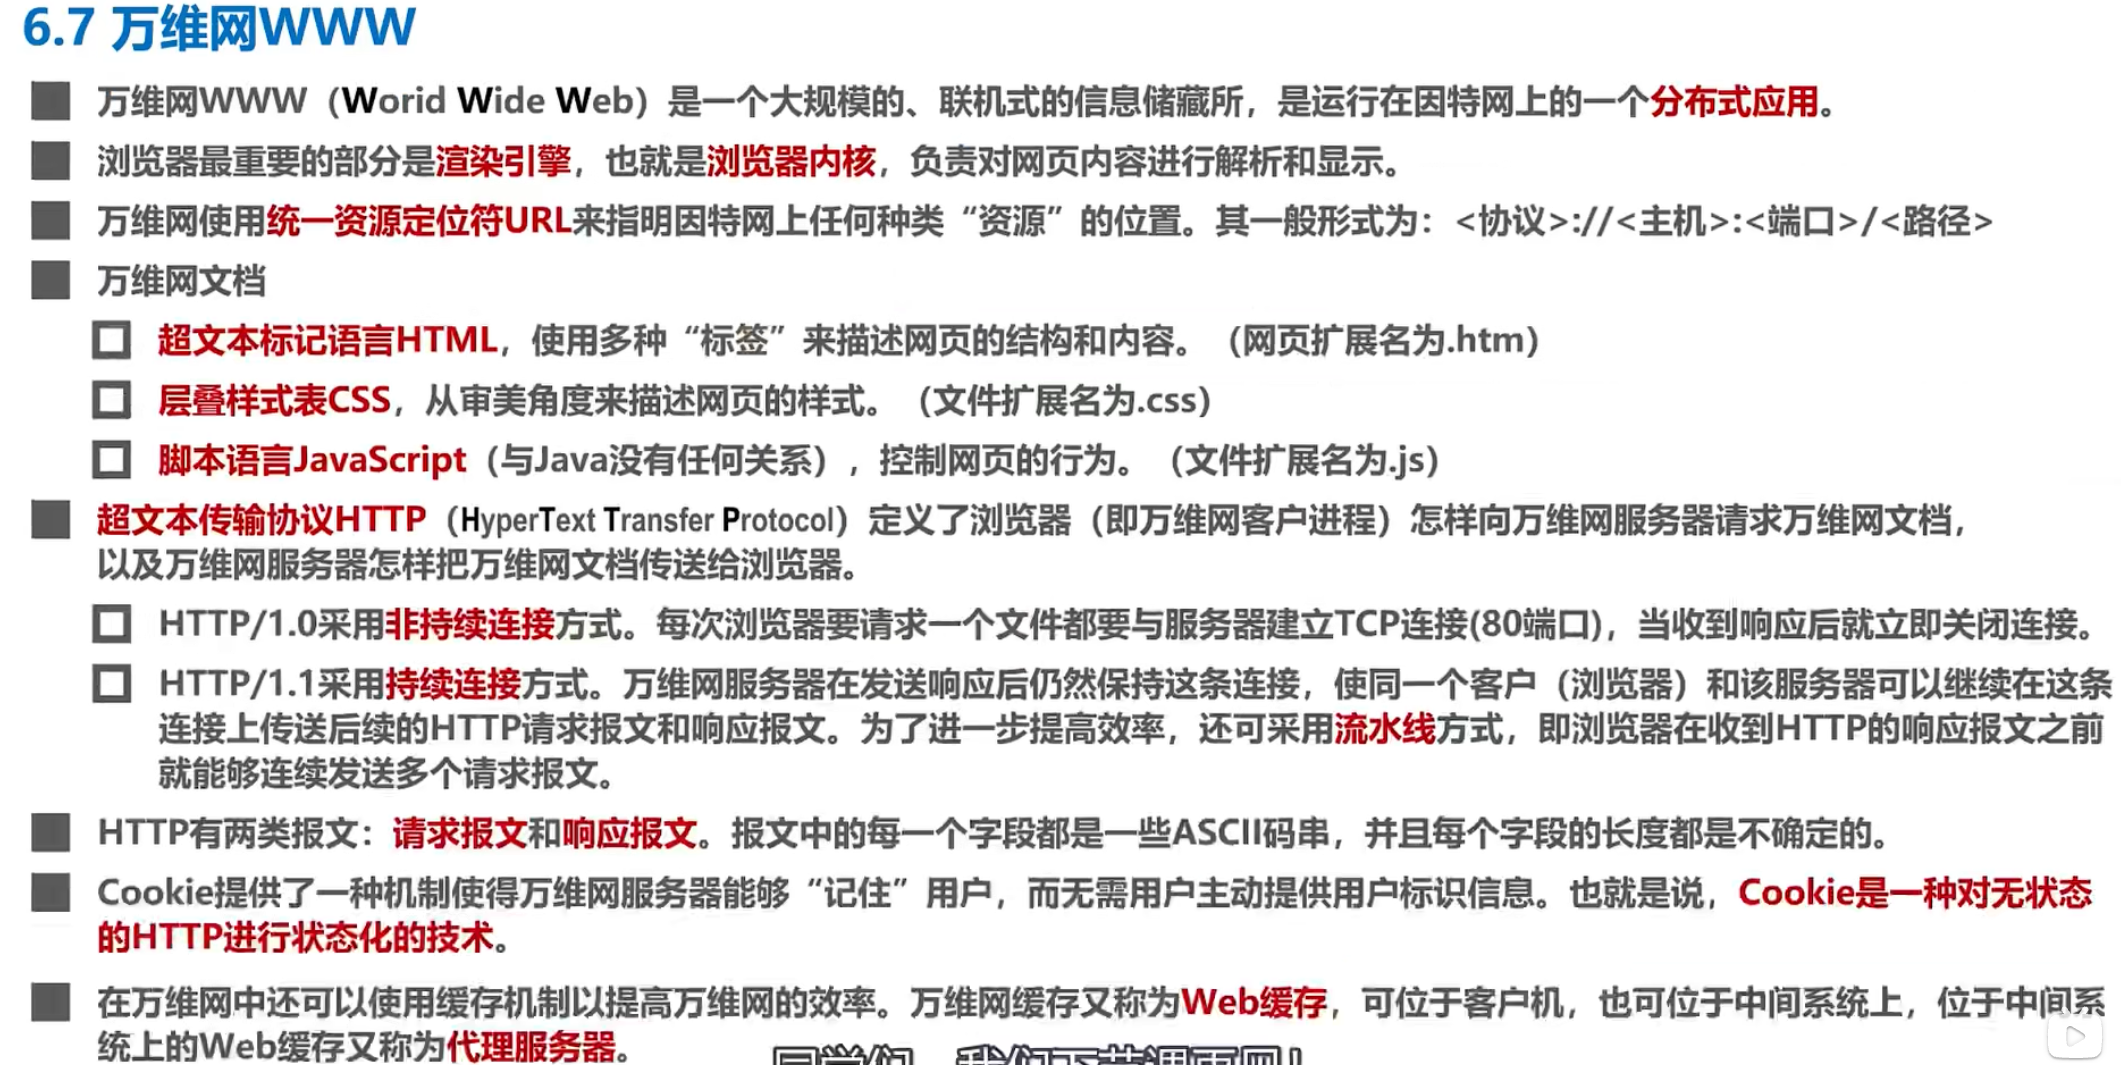 6.7 万维网WWW
万维网WWW（Worid Wide Web）是一个大规模的、联机式的信息储藏所，是运行在因特网上的一个分布式应用。
浏览器最重要的部分是渲染引擎，也就是浏览器内核，负责对网页内容进行解析和显示。
万维网使用统一资源定位符URL来指明因特网上任何种类“资源”的位置。其一般形式为：<协议>://<主机>:<端口>/<路径>
万维网文档
超文本标记语言HTML，使用多种“标签”来描述网页的结构和内容。（网页扩展名为.htm）
层叠样式表CSS，从审美角度来描述网页的样式。（文件扩展名为.css）
脚本语言JavaScript（与Java没有任何关系），控制网页的行为。（文件扩展名为.js）
超文本传输协议HTTP（HyperText Transfer Protocol）定义了浏览器（即万维网客户进程）怎样向万维网服务器请求万维网文档，
以及万维网服务器怎样把万维网文档传送给浏览器。
HTTP/1.0采用非持续连接方式。每次浏览器要请求一个文件都要与服务器建立TCP连接(80端口)，当收到响应后就立即关闭连接。
HTTP/1.1采用持续连接方式。万维网服务器在发送响应后仍然保持这条连接，使同一个客户（浏览器）和该服务器可以继续在这条
连接上传送后续的HTTP请求报文和响应报文。为了进一步提高效率，还可采用流水线方式，即浏览器在收到HTTP的响应报文之前
就能够连续发送多个请求报文。
HTTP有两类报文：请求报文和响应报文。报文中的每一个字段都是一些ASCII码串，并且每个字段的长度都是不确定的。
Cookie提供了一种机制使得万维网服务器能够“记住”用户，而无需用户主动提供用户标识信息。也就是说，Cookie是一种对无状态
的HTTP进行状态化的技术。
在万维网中还可以使用缓存机制以提高万维网的效率。万维网缓存又称为Web缓存，可位于客户机，也可位于中间系统上，位于中间系
统上的Web缓存又称为代理服务器。